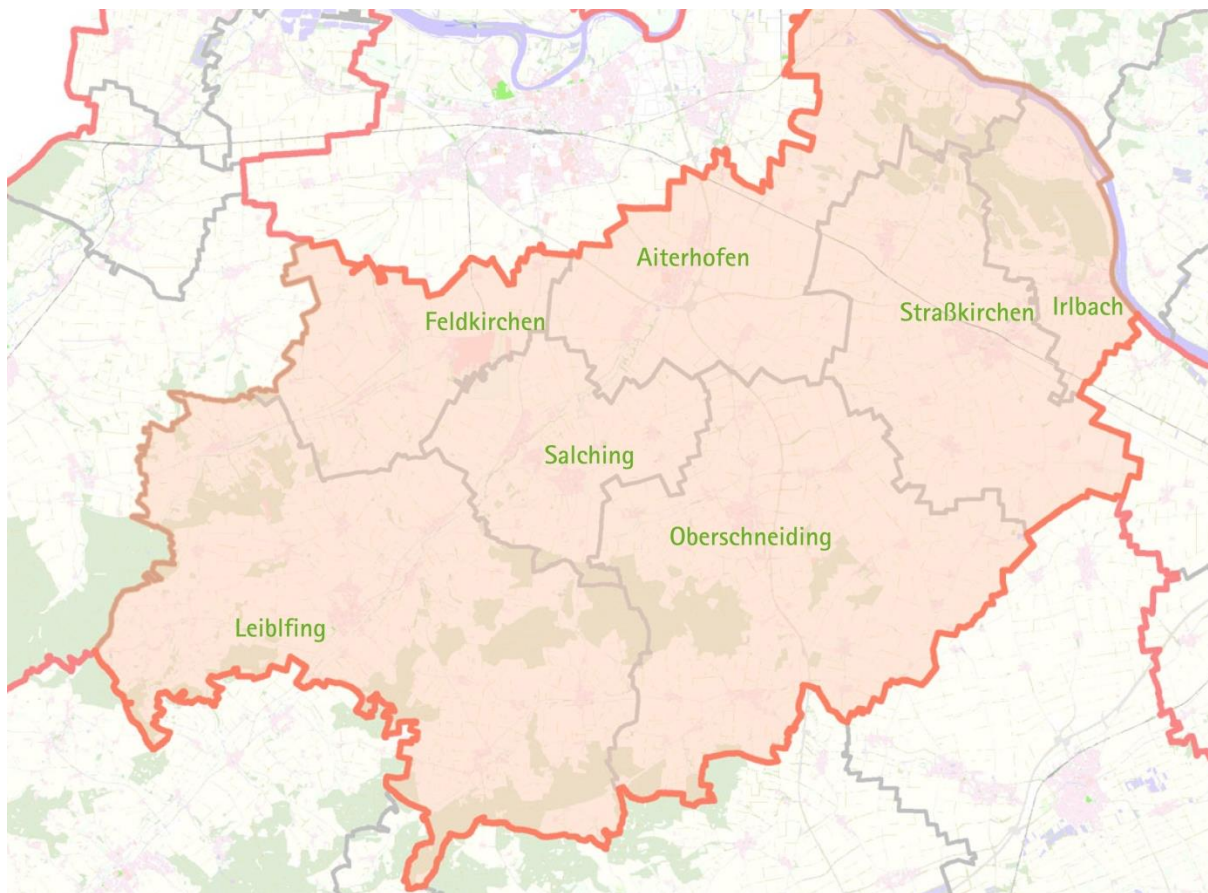 Aiterhofen
Feldkirchen
Straßkirchen
Irlbach
Salching
Oberschneiding
Leiblfing